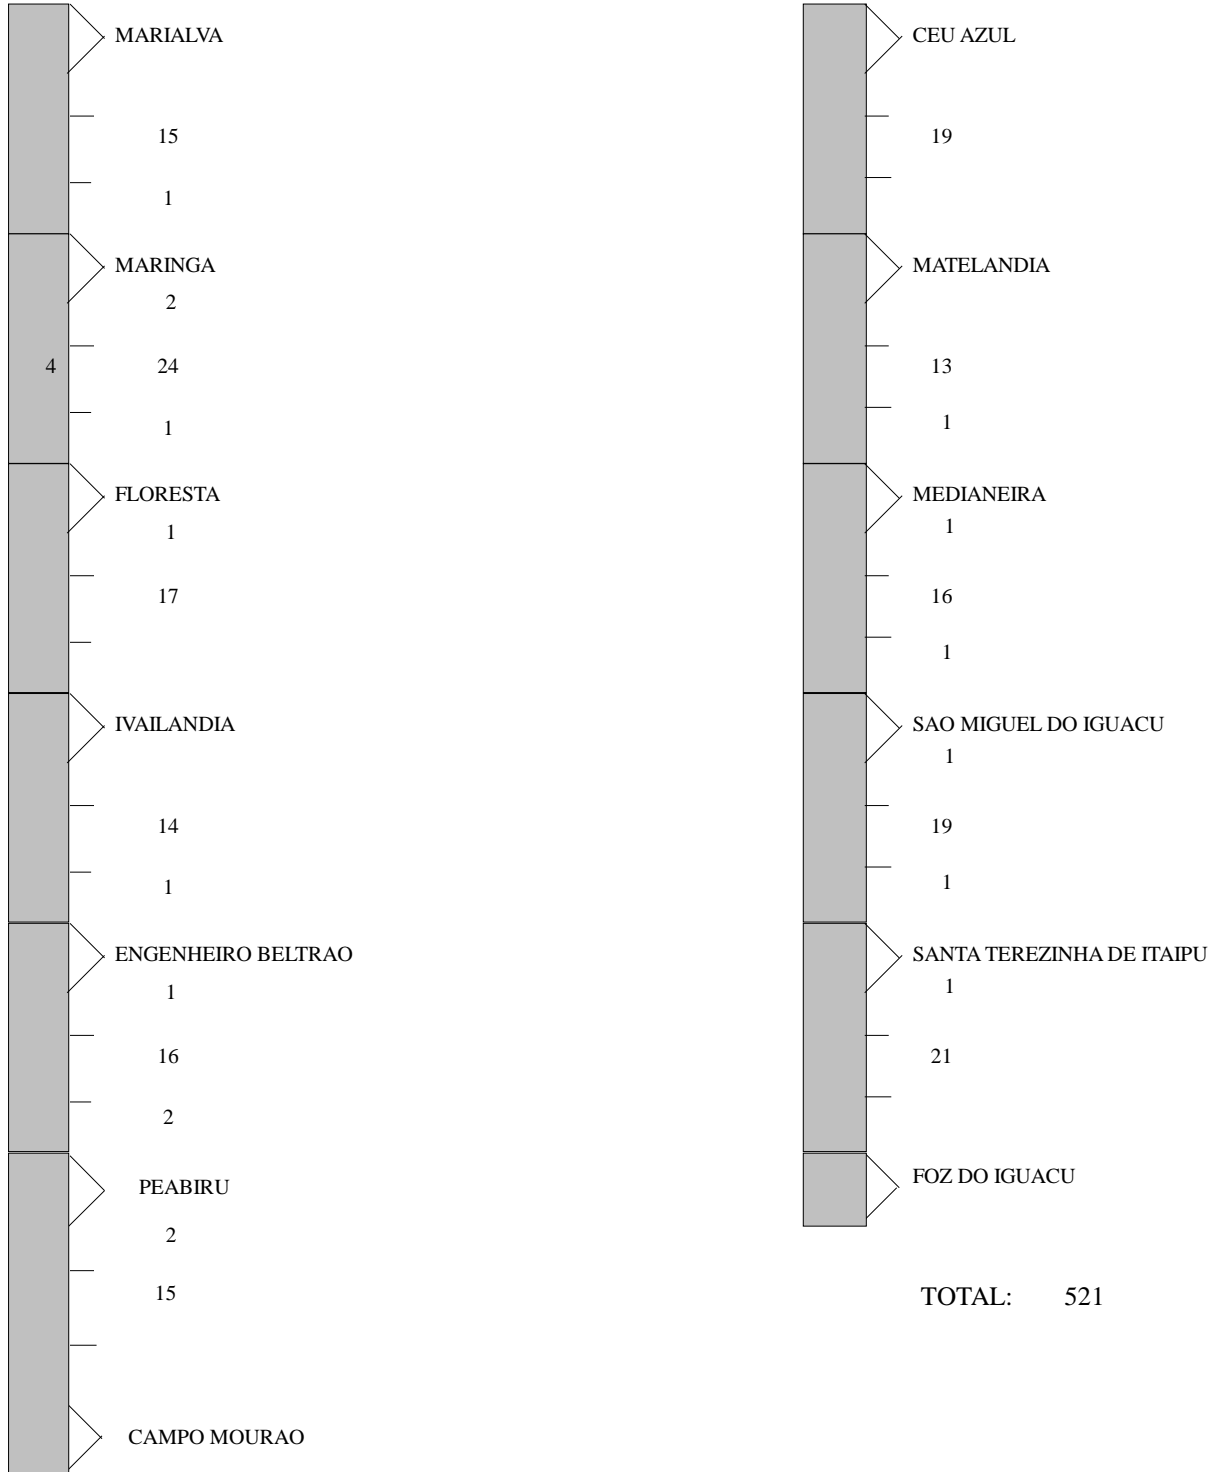 MARIALVA
15
1
MARINGA
2
4 24
1
FLORESTA
1
17
IVAILANDIA
14
1
ENGENHEIRO BELTRAO
1
16
2
PEABIRU
2
15
CAMPO MOURAO
CEU AZUL
19
MATELANDIA
13
1
MEDIANEIRA
1
16
1
SAO MIGUEL DO IGUACU
1
19
1
SANTA TEREZINHA DE ITAIPU
1
21
FOZ DO IGUACU
TOTAL: 521